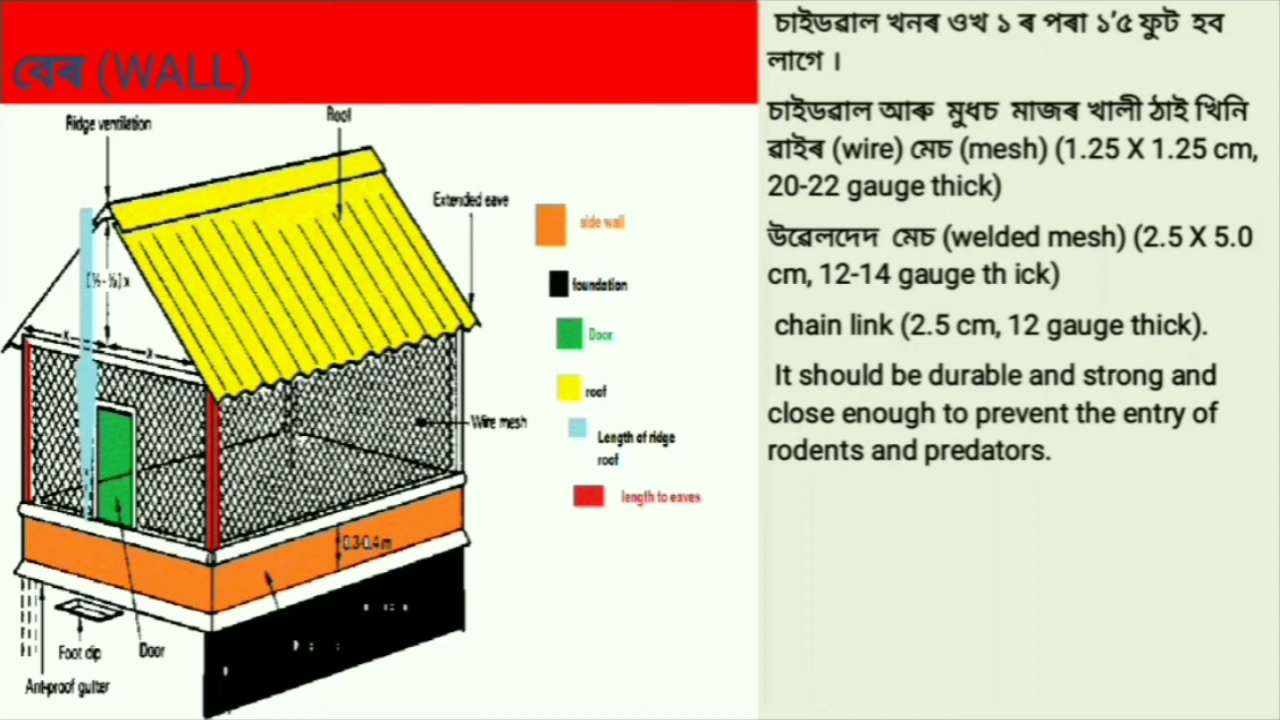 বেৰ (WALL)
Ridge ventilation
Roof
Extended eave
x
x
Wire mesh
0.3-0.4 m
Foot dip
Door
Ant-proof gutter
side wall
foundation
Door
roof
Length of ridge
roof
length to eaves
চাইডৱাল খনৰ ওখ ১ ৰ পৰা ১'৫ ফুট হব
লাগে ।
চাইডৱাল আৰু মুধচ মাজৰ খালী ঠাই খিনি
ৱাইৰ (wire) মেচ (mesh) (1.25 X 1.25 cm,
20-22 gauge thick)
উৱেলদেদ মেচ (welded mesh) (2.5 X 5.0
cm, 12-14 gauge th ick)
chain link (2.5 cm, 12 gauge thick).
It should be durable and strong and
close enough to prevent the entry of
rodents and predators.